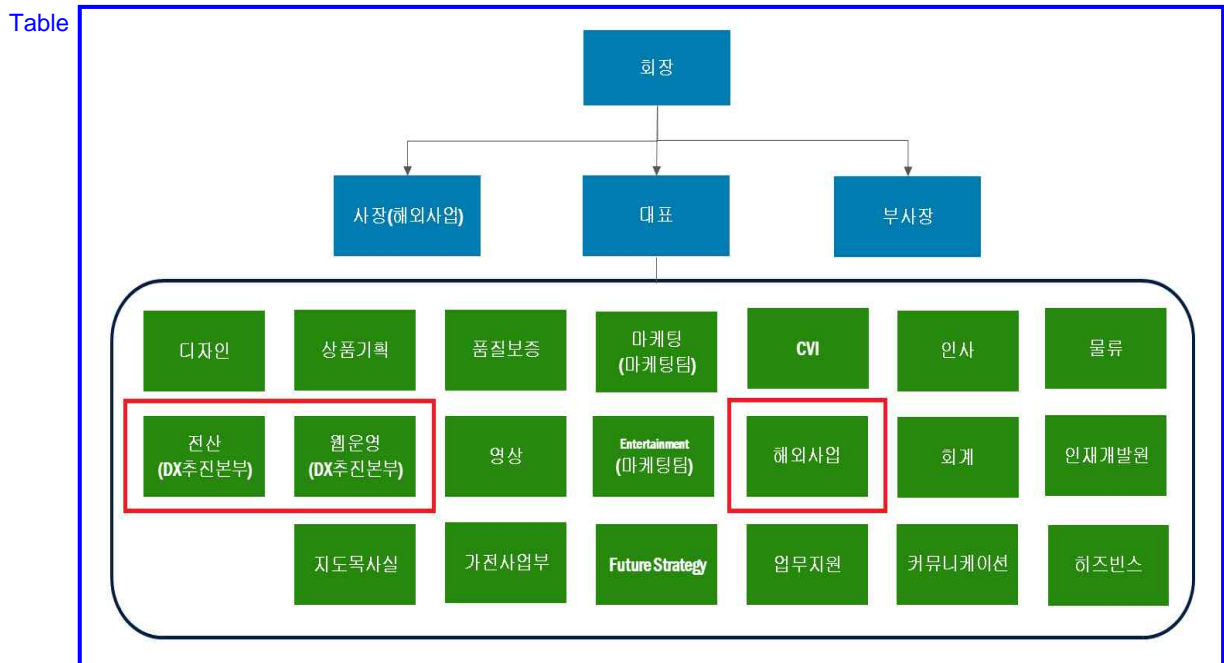 Table
회장
사장(해외사업)
대표
부사장
디자인
상품기획
품질보증
마케팅
(마케팅팀)
CVI
인사
물류
전산
(DX추진본부)
웹운영
(DX추진본부)
영상
Entertainment
(마케팅팀)
해외사업
회계
인재개발원
지도목사실
가전사업부
Future Strategy
업무지원
커뮤니케이션
히즈빈스